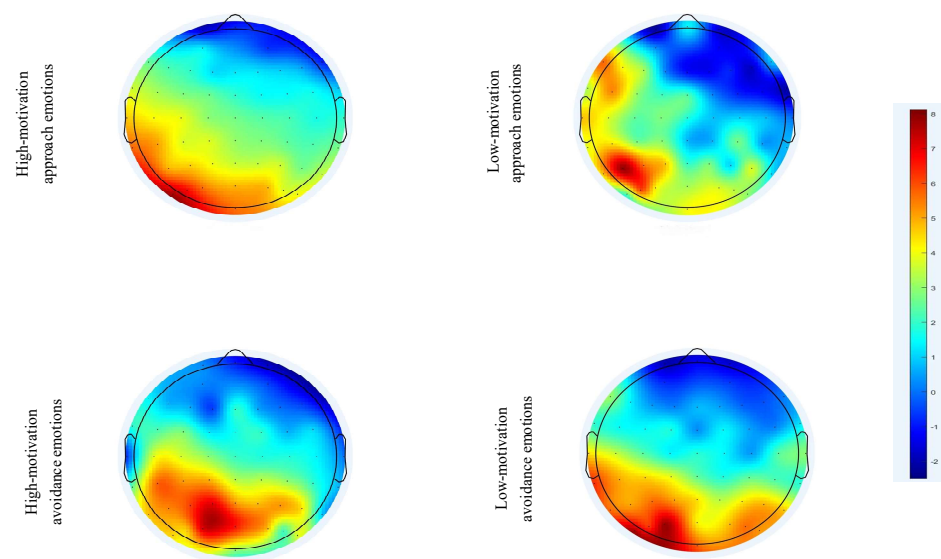 High-motivation
approach emotions
Low-motivation
approach emotions
8
7
6
5
4
3
2
1
0
-1
-2
High-motivation
avoidance emotions
Low-motivation
avoidance emotions